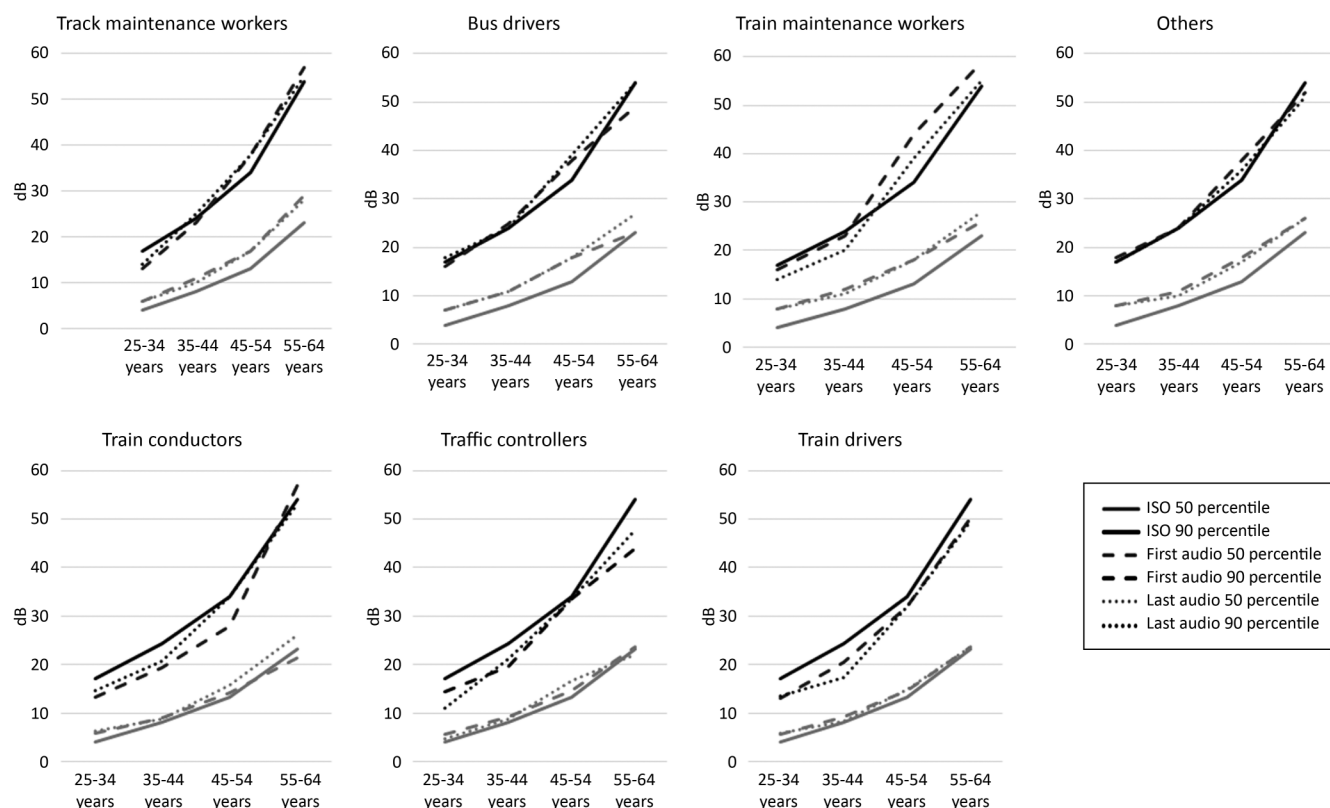 Track maintenance workers
60
50
40
30
20
10
0
dB
25-34 35-44 45-54 55-64
years years years years
Bus drivers
60
50
40
30
20
10
0
dB
25-34 35-44 45-54 55-64
years years years years
Train maintenance workers
60
50
40
30
20
10
0
dB
25-34 35-44 45-54 55-64
years years years years
Others
60
50
40
30
20
10
0
dB
25-34 35-44 45-54 55-64
years years years years
Train conductors
60
50
40
30
20
10
0
dB
25-34 35-44 45-54 55-64
years years years years
Traffic controllers
60
50
40
30
20
10
0
dB
25-34 35-44 45-54 55-64
years years years years
Train drivers
60
50
40
30
20
10
0
dB
25-34 35-44 45-54 55-64
years years years years
ISO 50 percentile
ISO 90 percentile
First audio 50 percentile
First audio 90 percentile
Last audio 50 percentile
Last audio 90 percentile